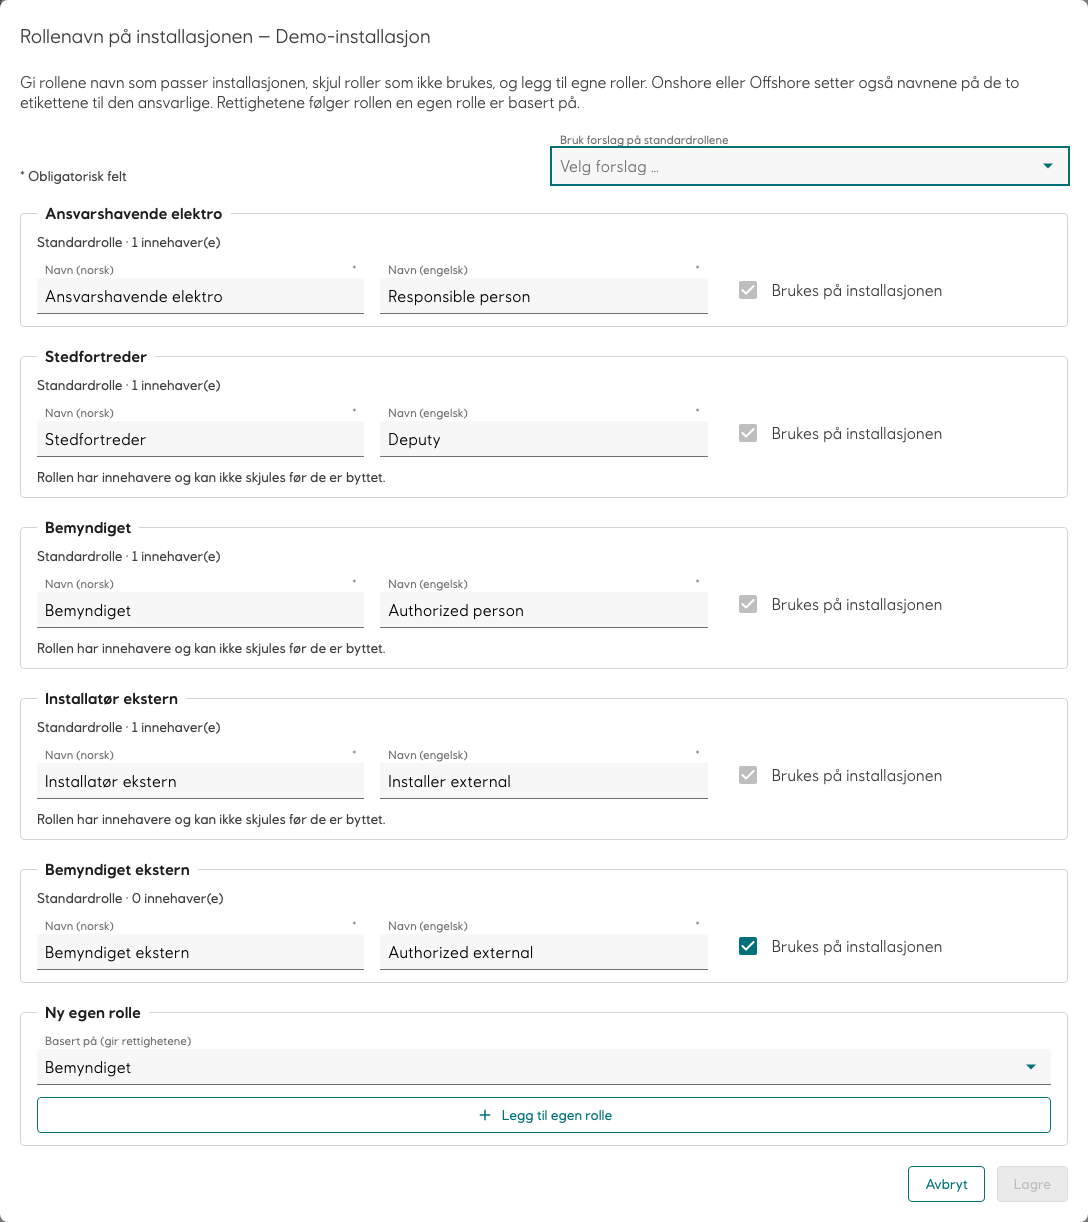 Rollenavn på installasjonen – Demo-installasjon
Gi rollene navn som passer installasjonen, skjul roller som ikke brukes, og legg til egne roller. Onshore eller Offshore setter også navnene på de to
etikettene til den ansvarlige. Rettighetene følger rollen en egen rolle er basert på.
Bruk forslag på standardrollene
Velg forslag ...
* Obligatorisk felt
Ansvarshavende elektro
Standardrolle · 1 innehaver(e)
Navn (norsk) * Navn (engelsk) *
Ansvarshavende elektro Responsible person Brukes på installasjonen
Stedfortreder
Standardrolle · 1 innehaver(e)
Navn (norsk) * Navn (engelsk) *
Stedfortreder Deputy Brukes på installasjonen
Rollen har innehavere og kan ikke skjules før de er byttet.
Bemyndiget
Standardrolle · 1 innehaver(e)
Navn (norsk) * Navn (engelsk) *
Bemyndiget Authorized person Brukes på installasjonen
Rollen har innehavere og kan ikke skjules før de er byttet.
Installatør ekstern
Standardrolle · 1 innehaver(e)
Navn (norsk) * Navn (engelsk) *
Installatør ekstern Installer external Brukes på installasjonen
Rollen har innehavere og kan ikke skjules før de er byttet.
Bemyndiget ekstern
Standardrolle · 0 innehaver(e)
Navn (norsk) * Navn (engelsk) *
Bemyndiget ekstern Authorized external Brukes på installasjonen
Ny egen rolle
Basert på (gir rettighetene)
Bemyndiget
+ Legg til egen rolle
Avbryt Lagre